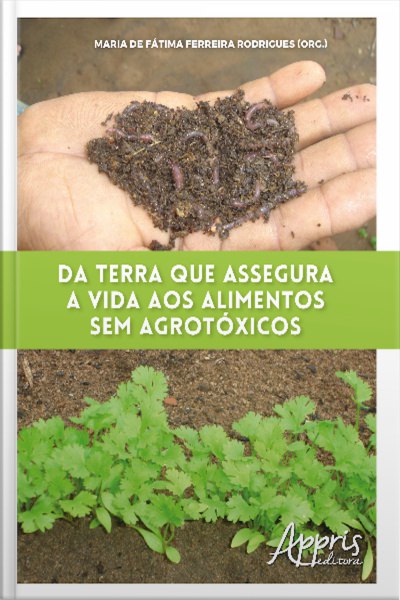 MARIA DE FÁTIMA FERREIRA RODRIGUES (ORG.)
DA TERRA QUE ASSEGURA
A VIDA AOS ALIMENTOS
SEM AGROTÓXICOS
Appris
editora